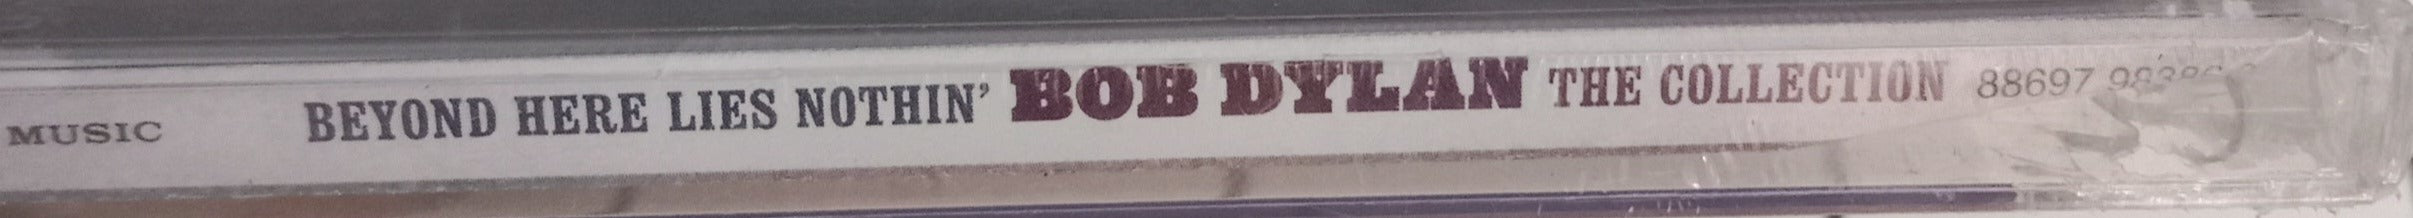 MUSIC BEYOND HERE LIES NOTHIN' BOB DYLAN THE COLLECTION 88697